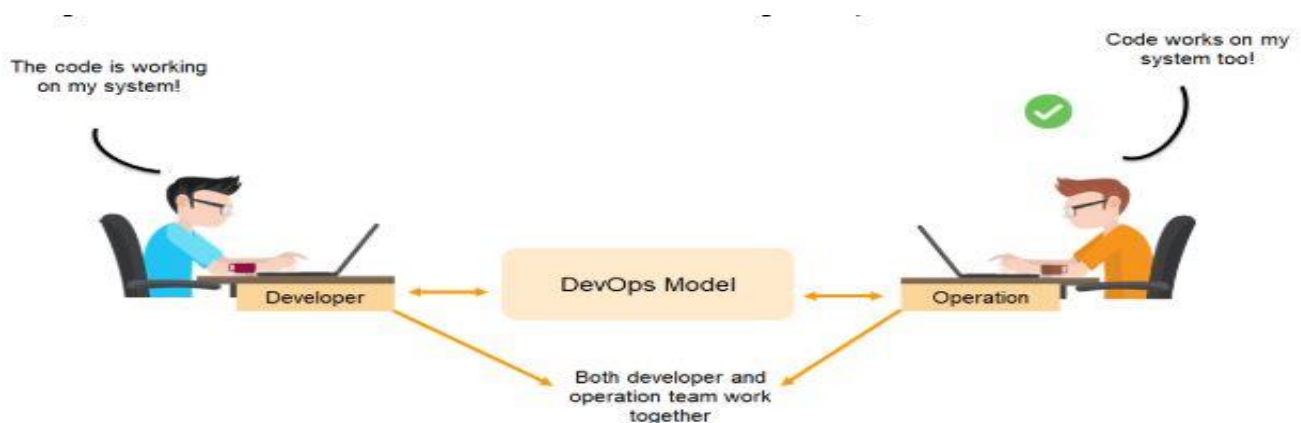 The code is working
on my system!
Code works on my
system too!
DevOps Model
Developer
Operation
Both developer and
operation team work
together